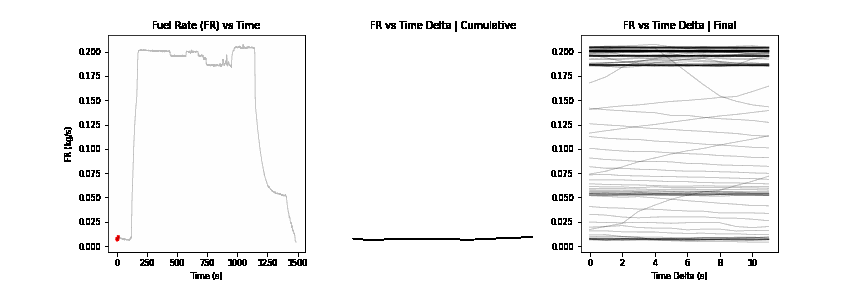 Fuel Rate (FR) vs Time
FR vs Time Delta | Cumulative
FR vs Time Delta | Final
FR (kg/s)
0.200
0.175
0.150
0.125
0.100
0.075
0.050
0.025
0.000
0 250 500 750 1000 1250 1500
Time (s)
0.200
0.175
0.150
0.125
0.100
0.075
0.050
0.025
0.000
0 2 4 6 8 10
Time Delta (s)